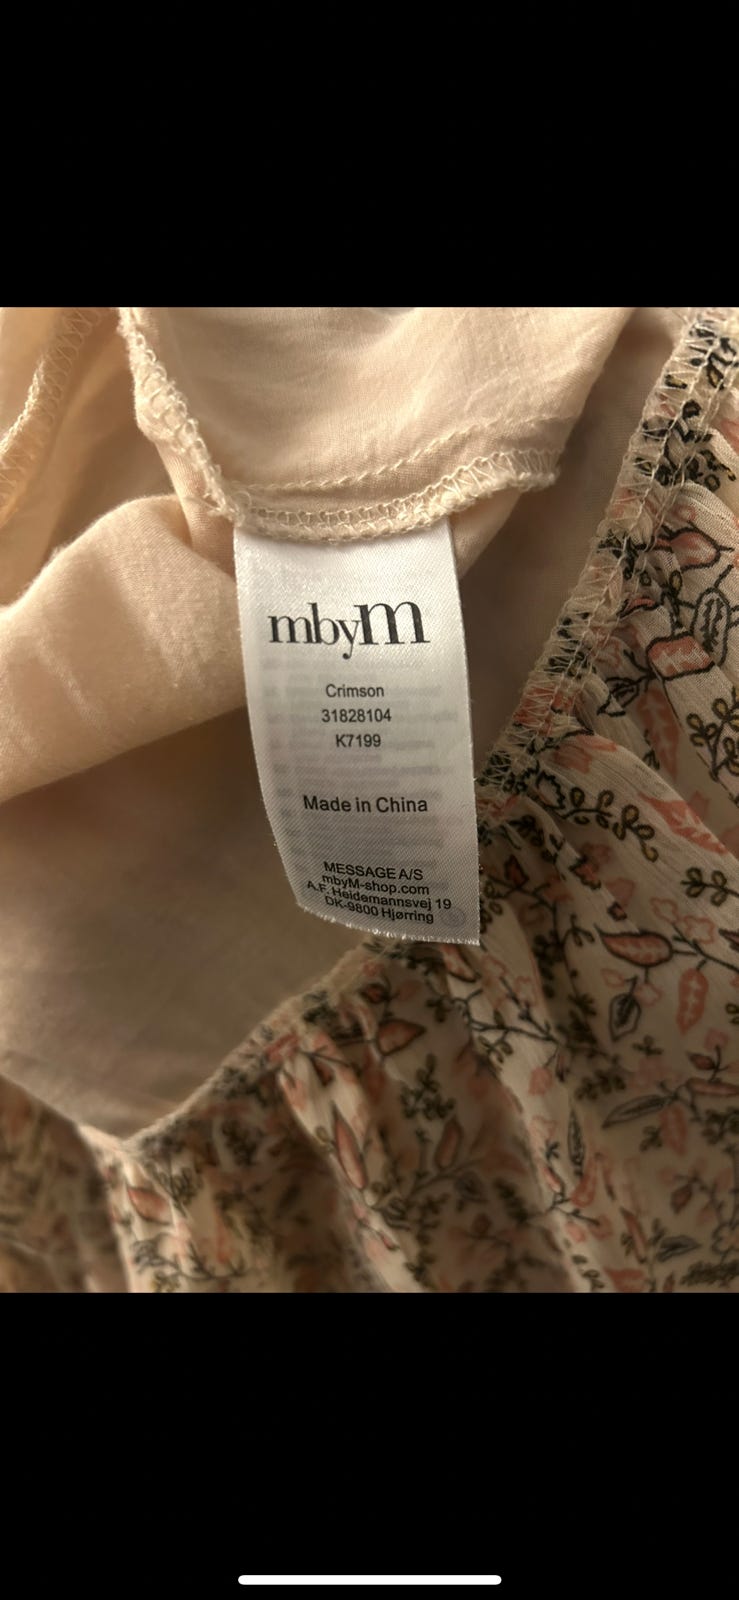 mbyM
Crimson
31828104
K7199
Made in China
MESSAGE A/S
mbyM-shop.com
A.F. Heidemannsvej 19
DK-9800 Hjørring